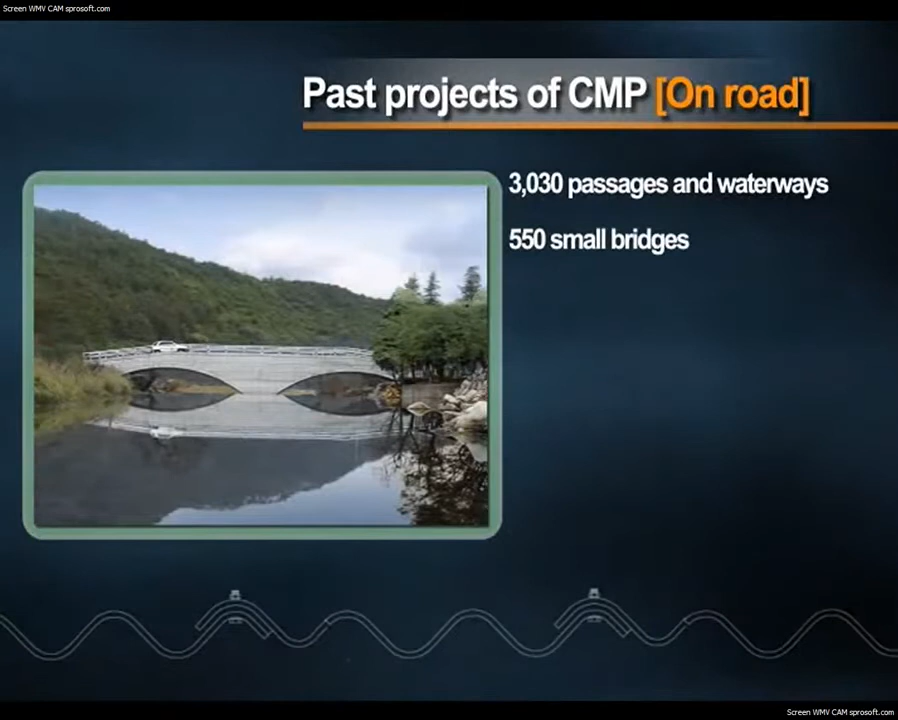 Screen WMV CAM sprosoft.com
Past projects of CMP [On road]
3,030 passages and waterways
550 small bridges
Screen WMV CAM sprosoft.com